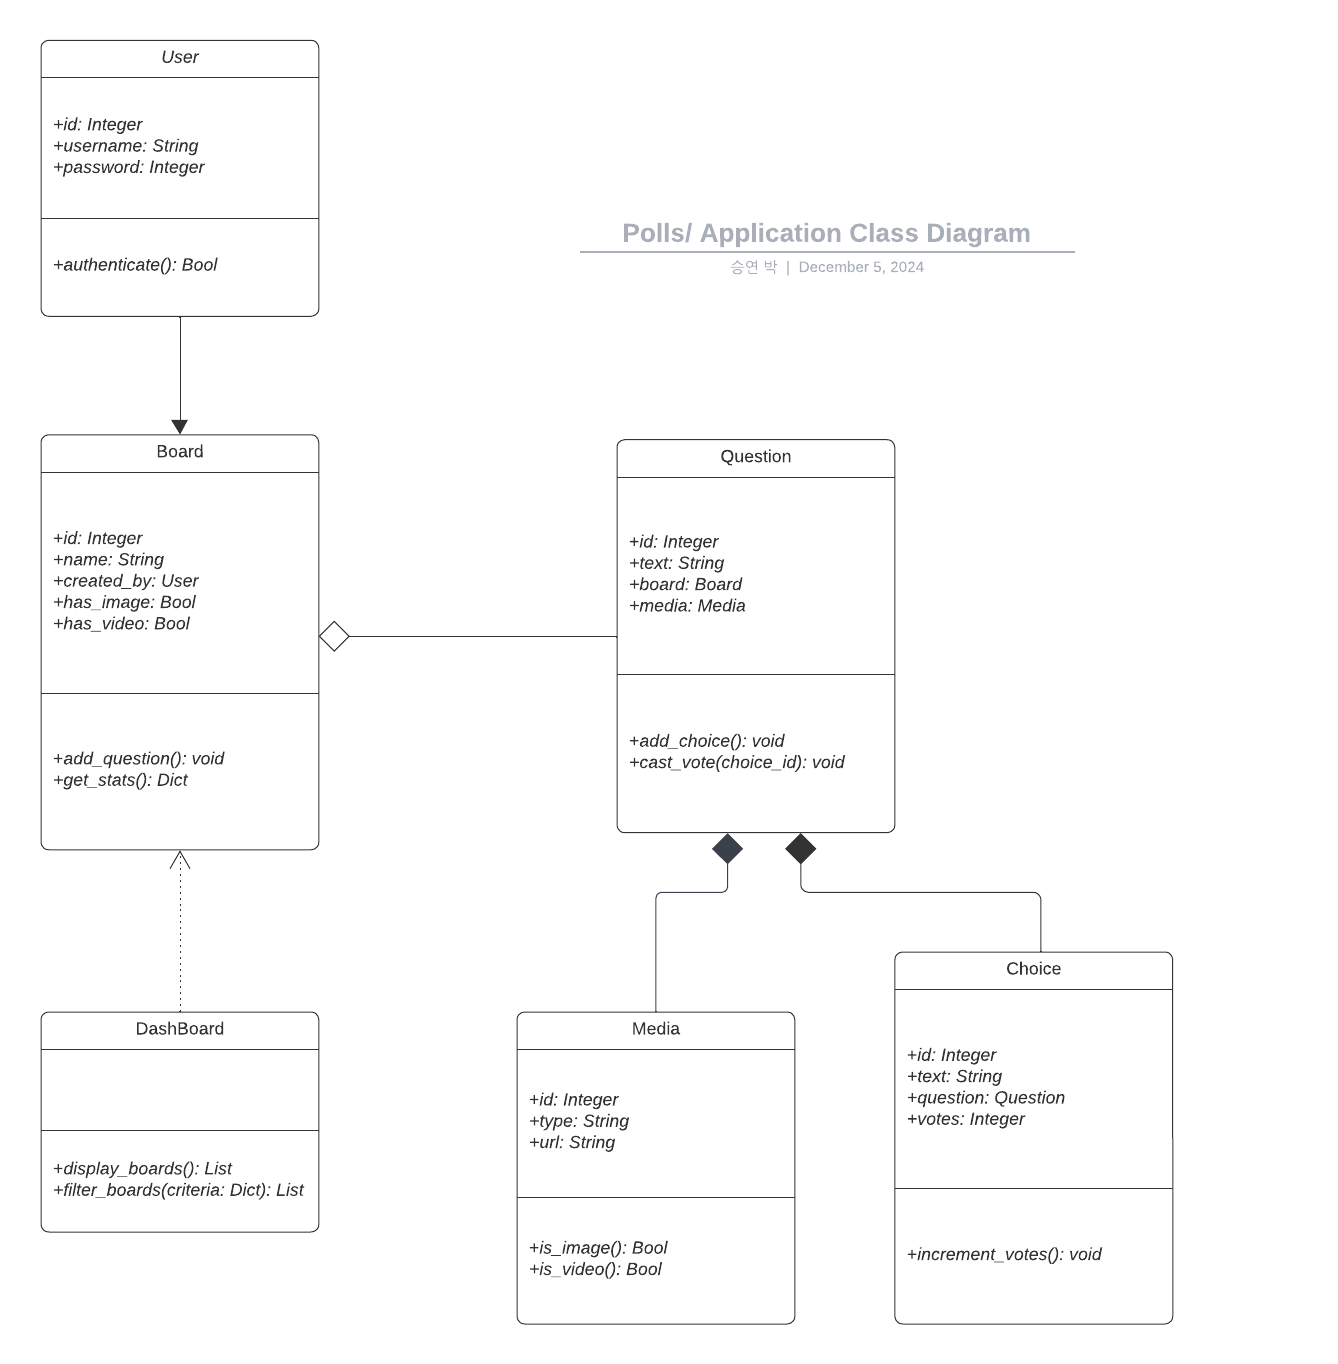 User
+id: Integer
+username: String
+password: Integer
+authenticate(): Bool
Polls/ Application Class Diagram
승연 박 | December 5, 2024
Board
+id: Integer
+name: String
+created_by: User
+has_image: Bool
+has_video: Bool
+add_question(): void
+get_stats(): Dict
Question
+id: Integer
+text: String
+board: Board
+media: Media
+add_choice(): void
+cast_vote(choice_id): void
DashBoard
+display_boards(): List
+filter_boards(criteria: Dict): List
Media
+id: Integer
+type: String
+url: String
+is_image(): Bool
+is_video(): Bool
Choice
+id: Integer
+text: String
+question: Question
+votes: Integer
+increment_votes(): void